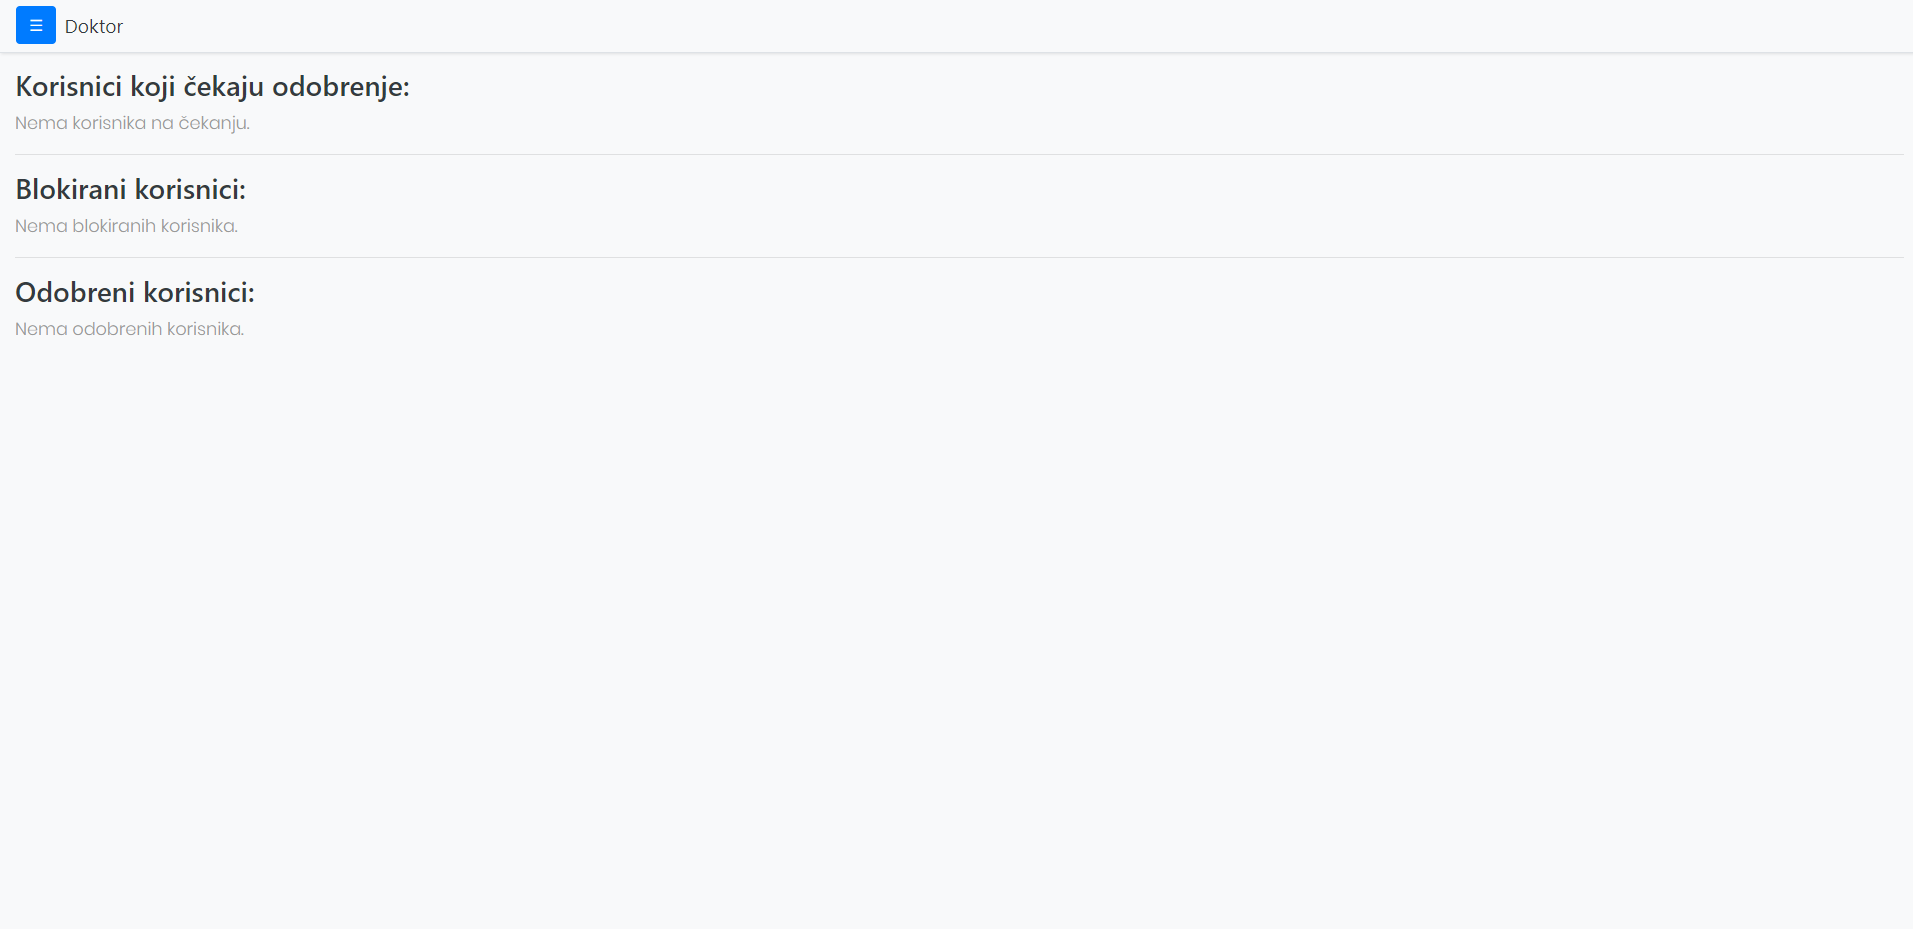 ☰ Doktor
Korisnici koji čekaju odobrenje:
Nema korisnika na čekanju.
Blokirani korisnici:
Nema blokiranih korisnika.
Odobreni korisnici:
Nema odobrenih korisnika.